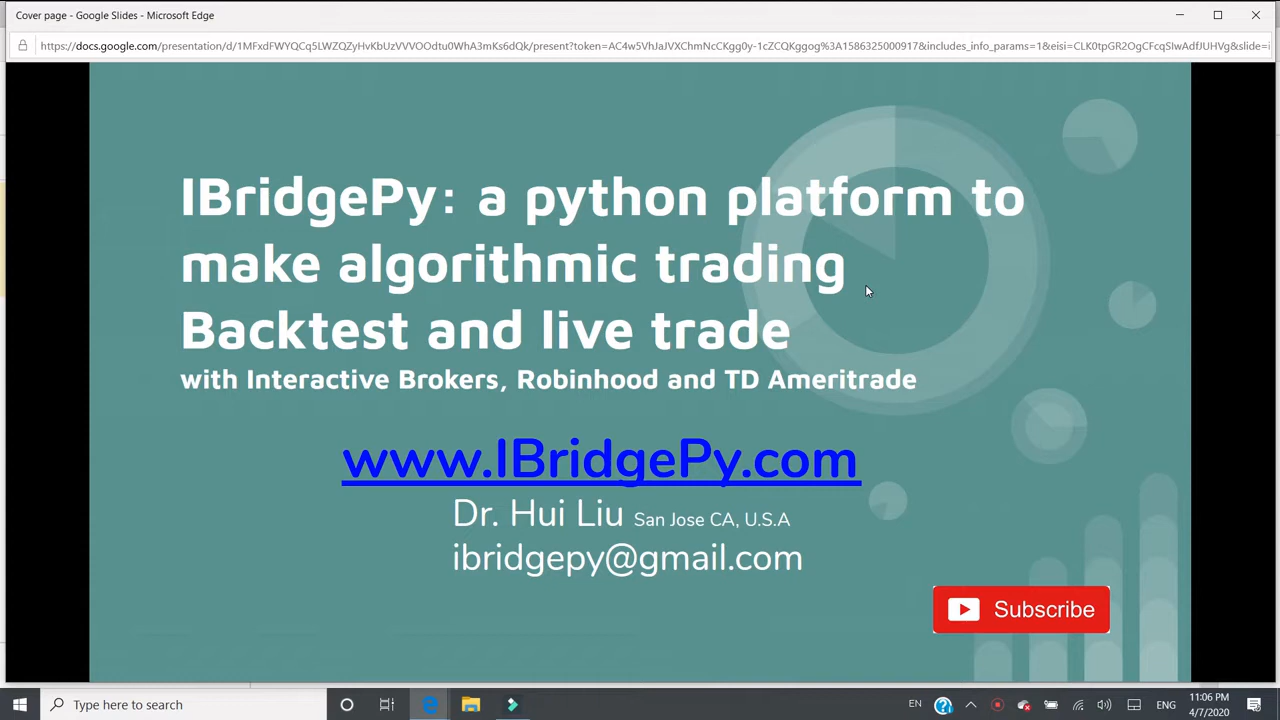 Cover page - Google Slides - Microsoft Edge
https://docs.google.com/presentation/d/1MFxdFWYQCq5LWZQZyHvKbUzVVVOOdtu0WhA3mKs6dQk/present?token=AC4w5VhJaJVXChmNcCKgg0y-1cZCQKggog%3A1586325000917&includes_info_params=1&eisi=CLK0tpGR2OgCFcqSIwAdfJUHVg&slide=i
IBridgePy: a python platform to
make algorithmic trading
Backtest and live trade
with Interactive Brokers, Robinhood and TD Ameritrade
www.IBridgePy.com
Dr. Hui Liu San Jose CA, U.S.A
ibridgepy@gmail.com
Subscribe
Type here to search
EN
ENG
11:06 PM
4/7/2020